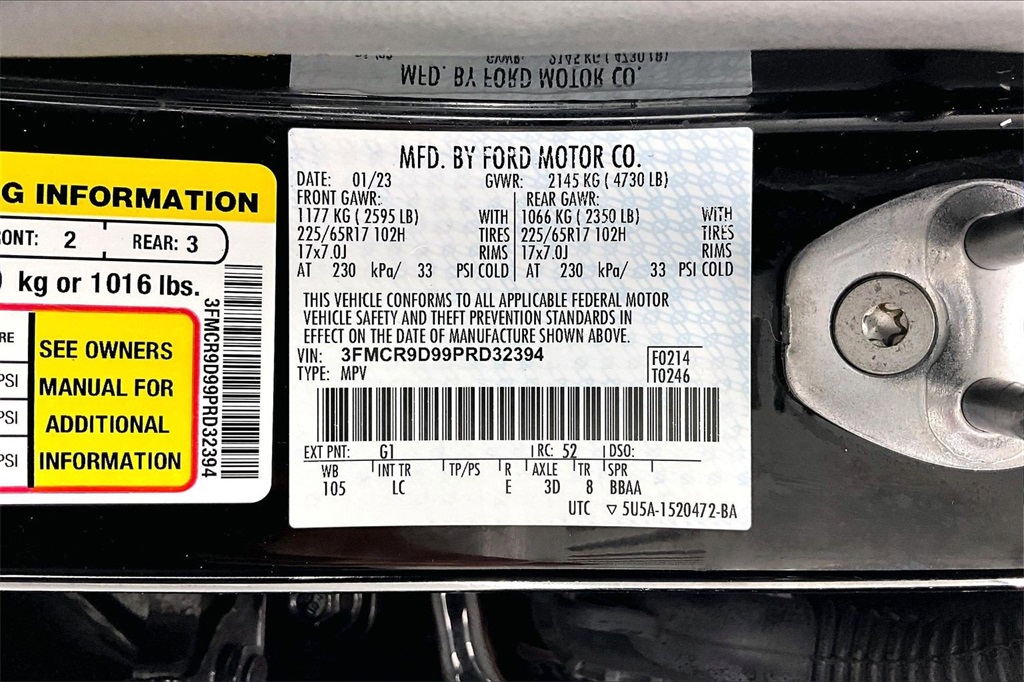 MFD. BY FORD MOTOR CO.
G INFORMATION
FRONT: 2 REAR: 3
kg or 1016 lbs.
SEE OWNERS
MANUAL FOR
ADDITIONAL
INFORMATION
PSI
PSI
PSI
3FMCR9D99PRD32394
MFD. BY FORD MOTOR CO.
DATE: 01/23 GVWR: 2145 KG ( 4730 LB)
FRONT GAWR: REAR GAWR:
1177 KG ( 2595 LB) WITH 1066 KG ( 2350 LB) WITH
225/65R17 102H TIRES 225/65R17 102H TIRES
17x7.0J RIMS 17x7.0J RIMS
AT 230 kPa/ 33 PSI COLD AT 230 kPa/ 33 PSI COLD
THIS VEHICLE CONFORMS TO ALL APPLICABLE FEDERAL MOTOR
VEHICLE SAFETY AND THEFT PREVENTION STANDARDS IN
EFFECT ON THE DATE OF MANUFACTURE SHOWN ABOVE.
VIN: 3FMCR9D99PRD32394 F0214
TYPE: MPV T0246
EXT PNT: G1 RC: 52 DSO:
WB INT TR TP/PS R AXLE TR SPR
105 LC E 3D 8 BBAA
UTC ▽ 5U5A-1520472-BA